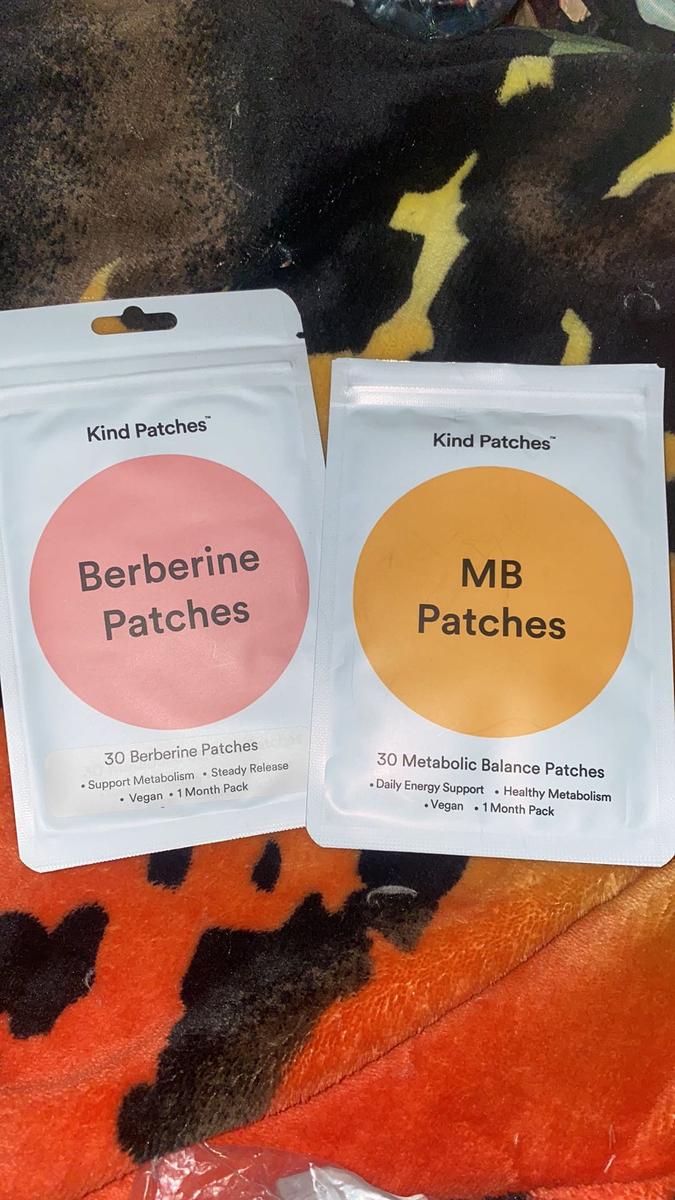 Kind Patches™
Berberine
Patches
30 Berberine Patches
• Support Metabolism • Steady Release
• Vegan • 1 Month Pack
Kind Patches™
MB
Patches
30 Metabolic Balance Patches
• Daily Energy Support • Healthy Metabolism
• Vegan • 1 Month Pack